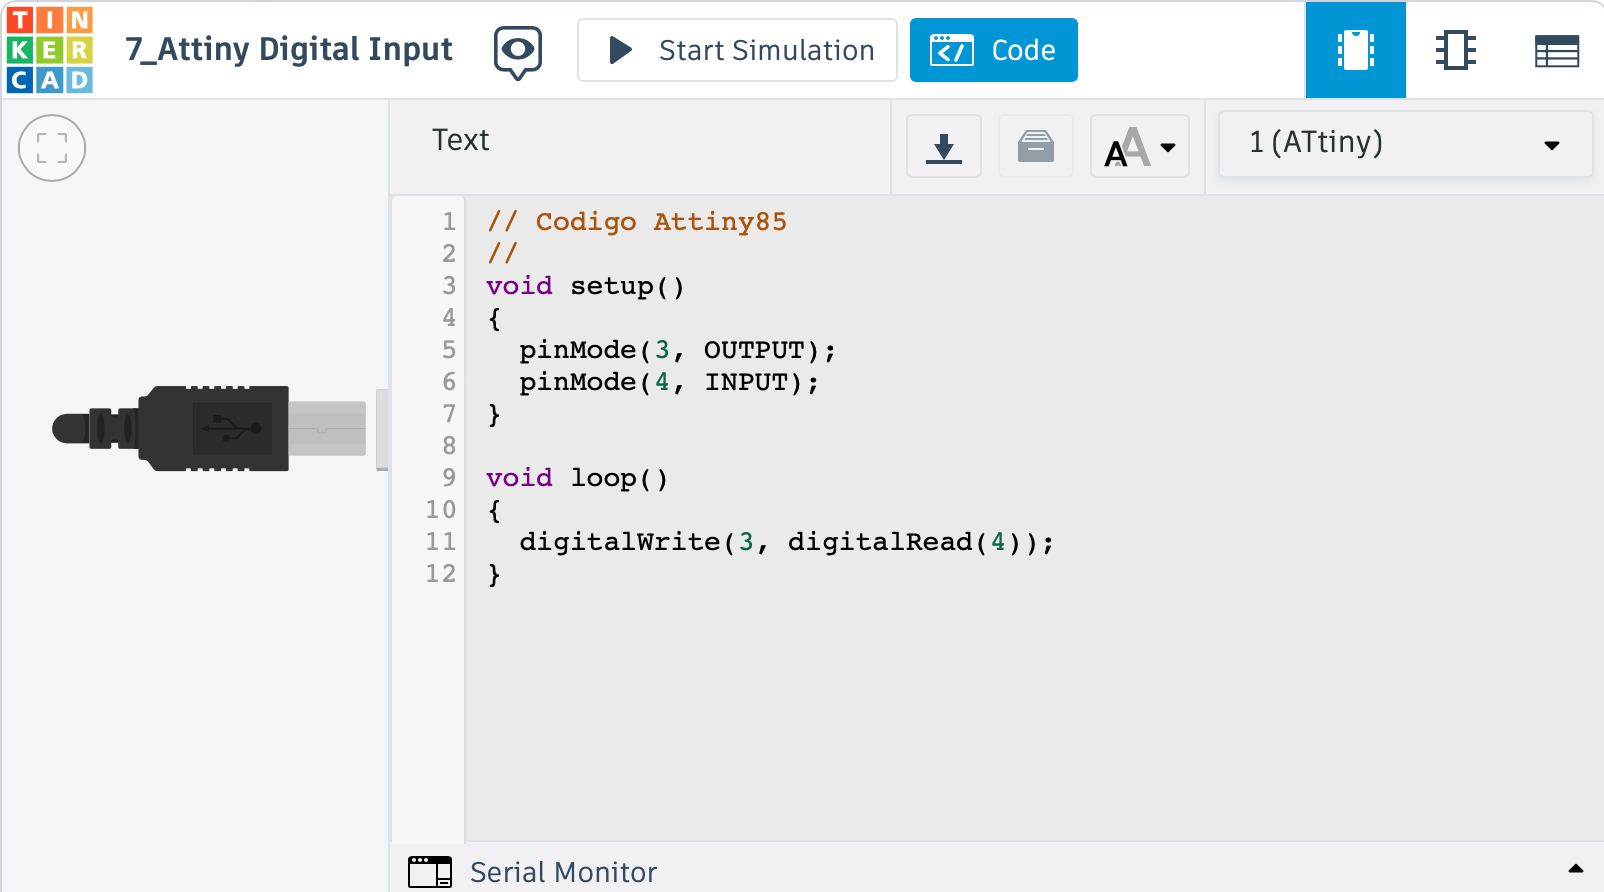 TIN
KER
CAD
7_Attiny Digital Input
Start Simulation
Code
Text
AA
1 (ATtiny)
1 // Codigo Attiny85
2 //
3 void setup()
4 {
5   pinMode(3, OUTPUT);
6   pinMode(4, INPUT);
7 }
8
9 void loop()
10 {
11   digitalWrite(3, digitalRead(4));
12 }
Serial Monitor